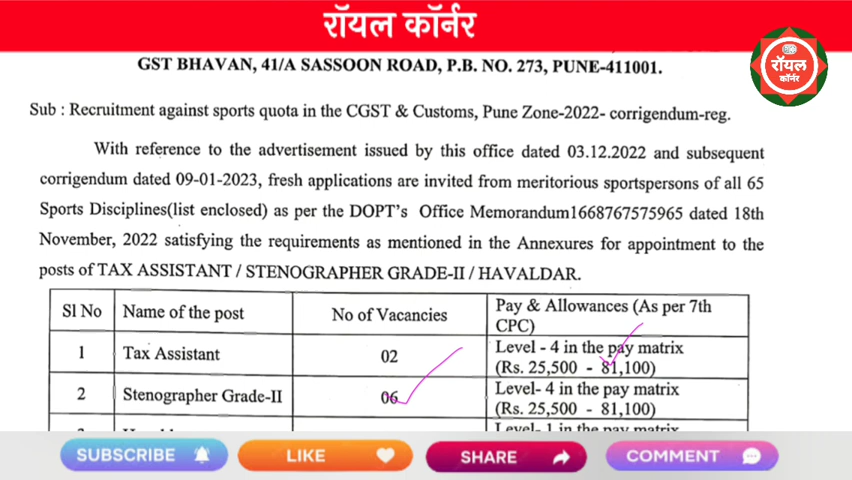 रॉयल कॉर्नर
रॉयल
कॉर्नर
GST BHAVAN, 41/A SASSOON ROAD, P.B. NO. 273, PUNE-411001.
Sub : Recruitment against sports quota in the CGST & Customs, Pune Zone-2022- corrigendum-reg.
With reference to the advertisement issued by this office dated 03.12.2022 and subsequent
corrigendum dated 09-01-2023, fresh applications are invited from meritorious sportspersons of all 65
Sports Disciplines(list enclosed) as per the DOPT's Office Memorandum1668767575965 dated 18th
November, 2022 satisfying the requirements as mentioned in the Annexures for appointment to the
posts of TAX ASSISTANT / STENOGRAPHER GRADE-II / HAVALDAR.
Sl No Name of the post No of Vacancies Pay & Allowances (As per 7th
CPC)
1 Tax Assistant 02 Level - 4 in the pay matrix
(Rs. 25,500 - 81,100)
2 Stenographer Grade-II 06 Level- 4 in the pay matrix
(Rs. 25,500 - 81,100)
Level- 1 in the pay matrix
SUBSCRIBE LIKE SHARE COMMENT